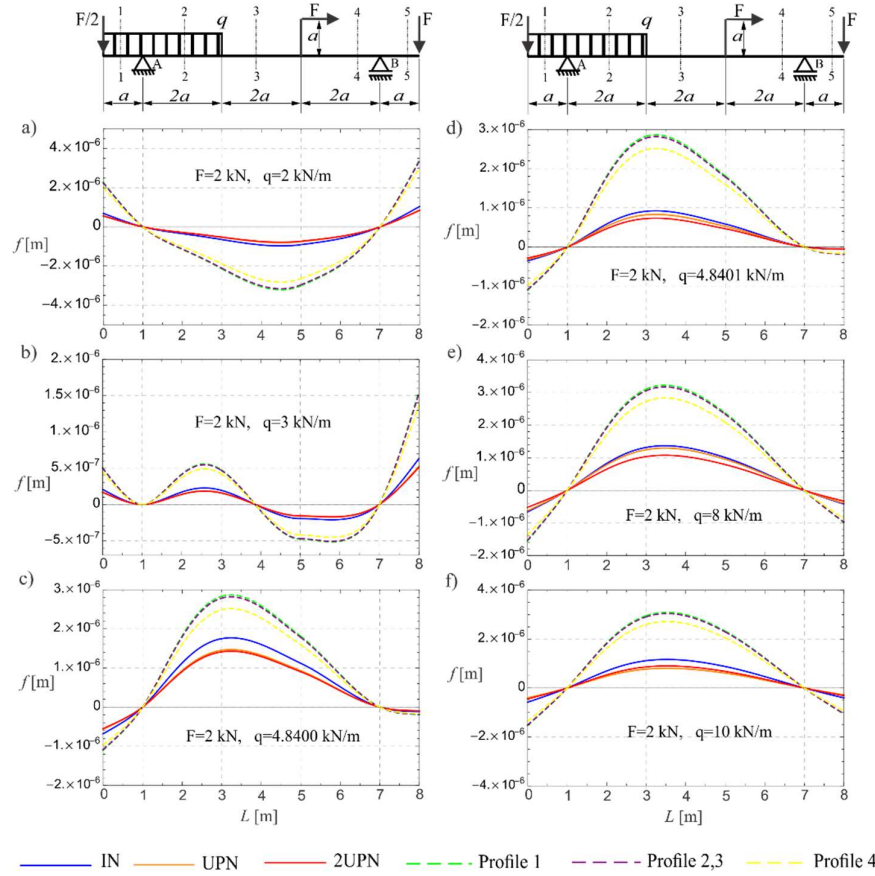 F/2 q F F
1 2 3 a 4 5
A B
1 2 3 4 5
a 2a 2a 2a a
F/2 q F F
1 2 3 a 4 5
A B
1 2 3 4 5
a 2a 2a 2a a
a)
4.×10⁻⁶
2.×10⁻⁶
0
−2.×10⁻⁶
−4.×10⁻⁶
f [m]
F=2 kN, q=2 kN/m
0 1 2 3 4 5 6 7 8
b)
2.×10⁻⁶
1.5×10⁻⁶
1.×10⁻⁶
5.×10⁻⁷
0
−5.×10⁻⁷
f [m]
F=2 kN, q=3 kN/m
0 1 2 3 4 5 6 7 8
c)
3.×10⁻⁶
2.×10⁻⁶
1.×10⁻⁶
0
−1.×10⁻⁶
−2.×10⁻⁶
f [m]
F=2 kN, q=4.8400 kN/m
0 1 2 3 4 5 6 7 8
L [m]
d)
3.×10⁻⁶
2.×10⁻⁶
1.×10⁻⁶
0
−1.×10⁻⁶
−2.×10⁻⁶
f [m]
F=2 kN, q=4.8401 kN/m
0 1 2 3 4 5 6 7 8
e)
4.×10⁻⁶
3.×10⁻⁶
2.×10⁻⁶
1.×10⁻⁶
0
−1.×10⁻⁶
−2.×10⁻⁶
f [m]
F=2 kN, q=8 kN/m
0 1 2 3 4 5 6 7 8
f)
4.×10⁻⁶
2.×10⁻⁶
0
−2.×10⁻⁶
−4.×10⁻⁶
f [m]
F=2 kN, q=10 kN/m
0 1 2 3 4 5 6 7 8
L [m]
IN UPN 2UPN Profile 1 Profile 2,3 Profile 4